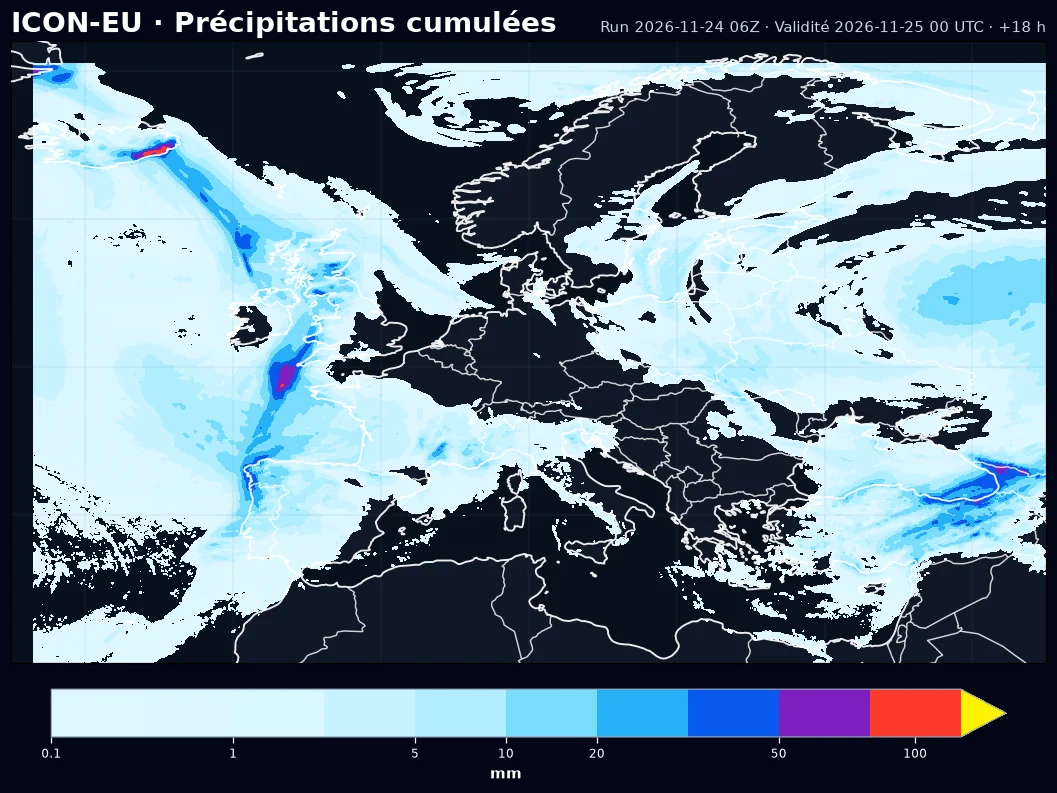 ICON-EU · Précipitations cumulées
Run 2026-11-24 06Z · Validité 2026-11-25 00 UTC · +18 h
0.1 1 5 10 20 50 100
mm